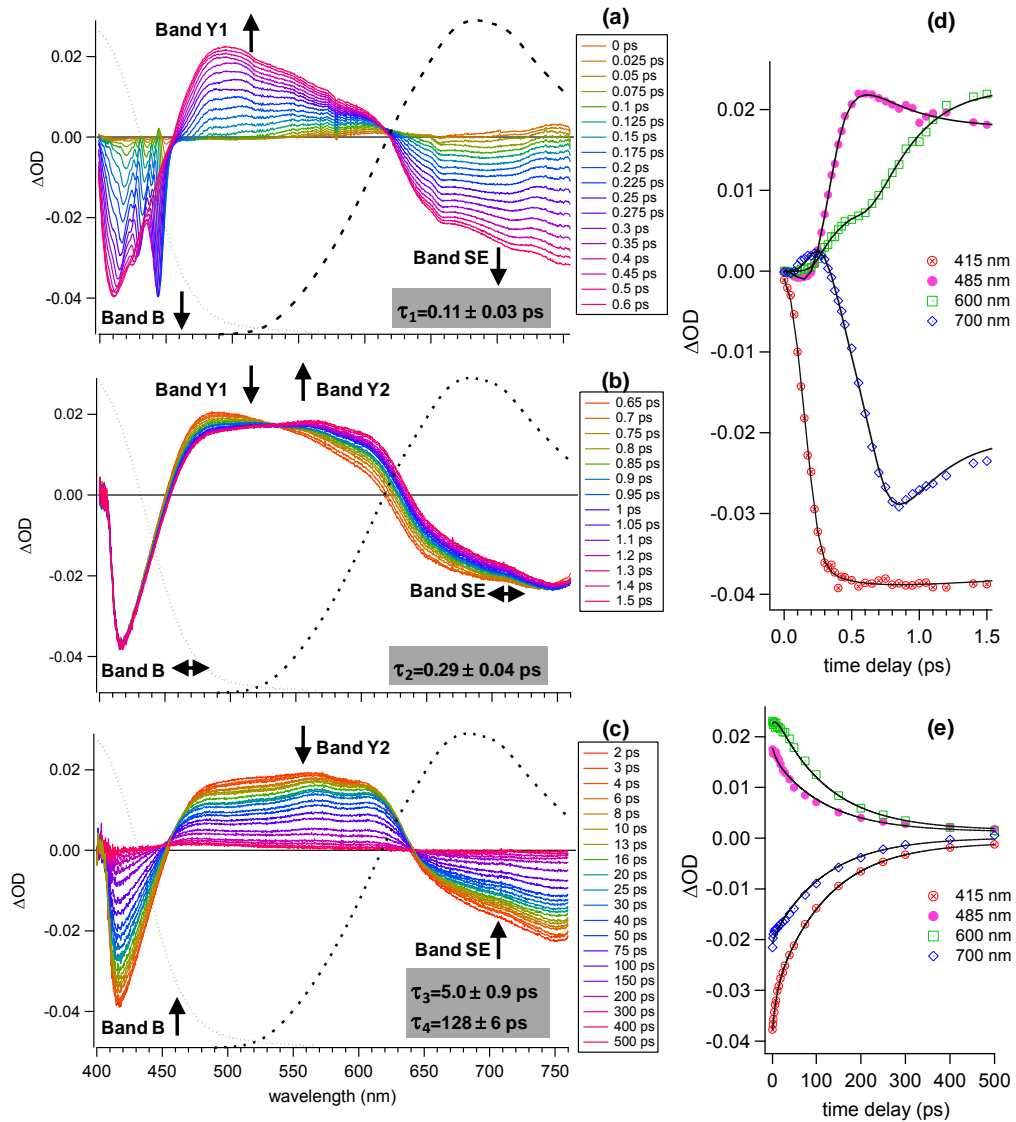 (a)
Band Y1
0.02
0.00
-0.02
-0.04
ΔOD
Band SE
Band B
τ1=0.11 ± 0.03 ps
0 ps
0.025 ps
0.05 ps
0.075 ps
0.1 ps
0.125 ps
0.15 ps
0.175 ps
0.2 ps
0.225 ps
0.25 ps
0.275 ps
0.3 ps
0.35 ps
0.4 ps
0.45 ps
0.5 ps
0.6 ps
(b)
Band Y1
Band Y2
0.02
0.00
-0.02
-0.04
ΔOD
Band SE
Band B
τ2=0.29 ± 0.04 ps
0.65 ps
0.7 ps
0.75 ps
0.8 ps
0.85 ps
0.9 ps
0.95 ps
1 ps
1.05 ps
1.1 ps
1.2 ps
1.3 ps
1.4 ps
1.5 ps
(c)
Band Y2
0.02
0.00
-0.02
-0.04
ΔOD
Band SE
Band B
τ3=5.0 ± 0.9 ps
τ4=128 ± 6 ps
2 ps
3 ps
4 ps
6 ps
8 ps
10 ps
13 ps
16 ps
20 ps
25 ps
30 ps
40 ps
50 ps
75 ps
100 ps
150 ps
200 ps
300 ps
400 ps
500 ps
400 450 500 550 600 650 700 750
wavelength (nm)
(d)
0.02
0.01
0.00
-0.01
-0.02
-0.03
-0.04
ΔOD
415 nm
485 nm
600 nm
700 nm
0.0 0.5 1.0 1.5
time delay (ps)
(e)
0.02
0.01
0.00
-0.01
-0.02
-0.03
-0.04
ΔOD
415 nm
485 nm
600 nm
700 nm
0 100 200 300 400 500
time delay (ps)